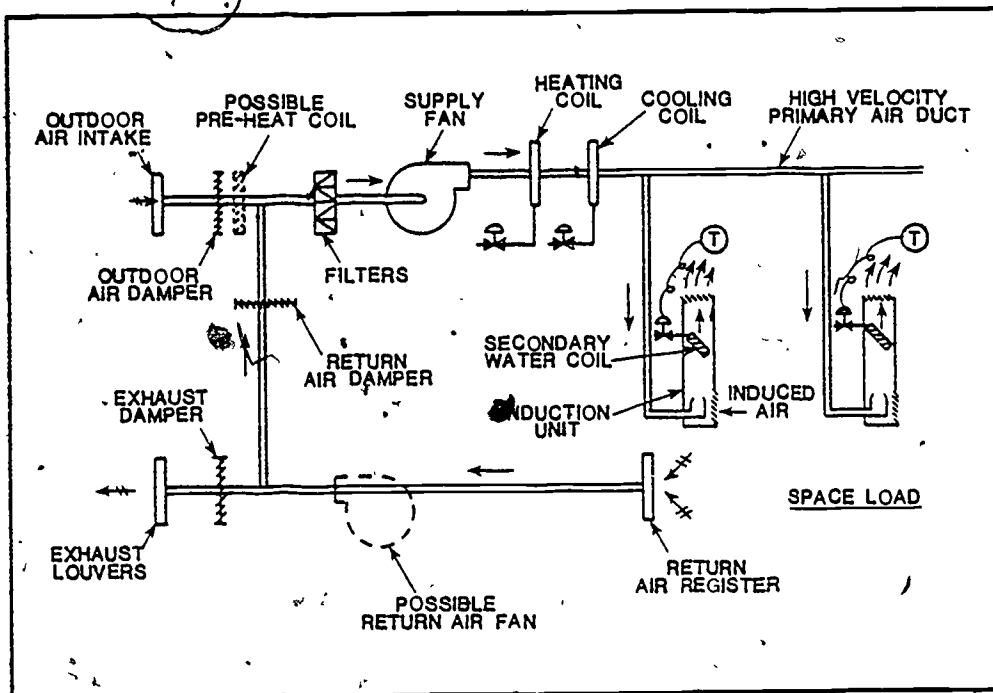 OUTDOOR
AIR INTAKE
POSSIBLE
PRE-HEAT COIL
SUPPLY
FAN
HEATING
COIL
COOLING
COIL
HIGH VELOCITY
PRIMARY AIR DUCT
OUTDOOR
AIR DAMPER
FILTERS
T
T
RETURN
AIR DAMPER
SECONDARY
WATER COIL
INDUCTION
UNIT
INDUCED
AIR
EXHAUST
DAMPER
SPACE LOAD
EXHAUST
LOUVERS
POSSIBLE
RETURN AIR FAN
RETURN
AIR REGISTER